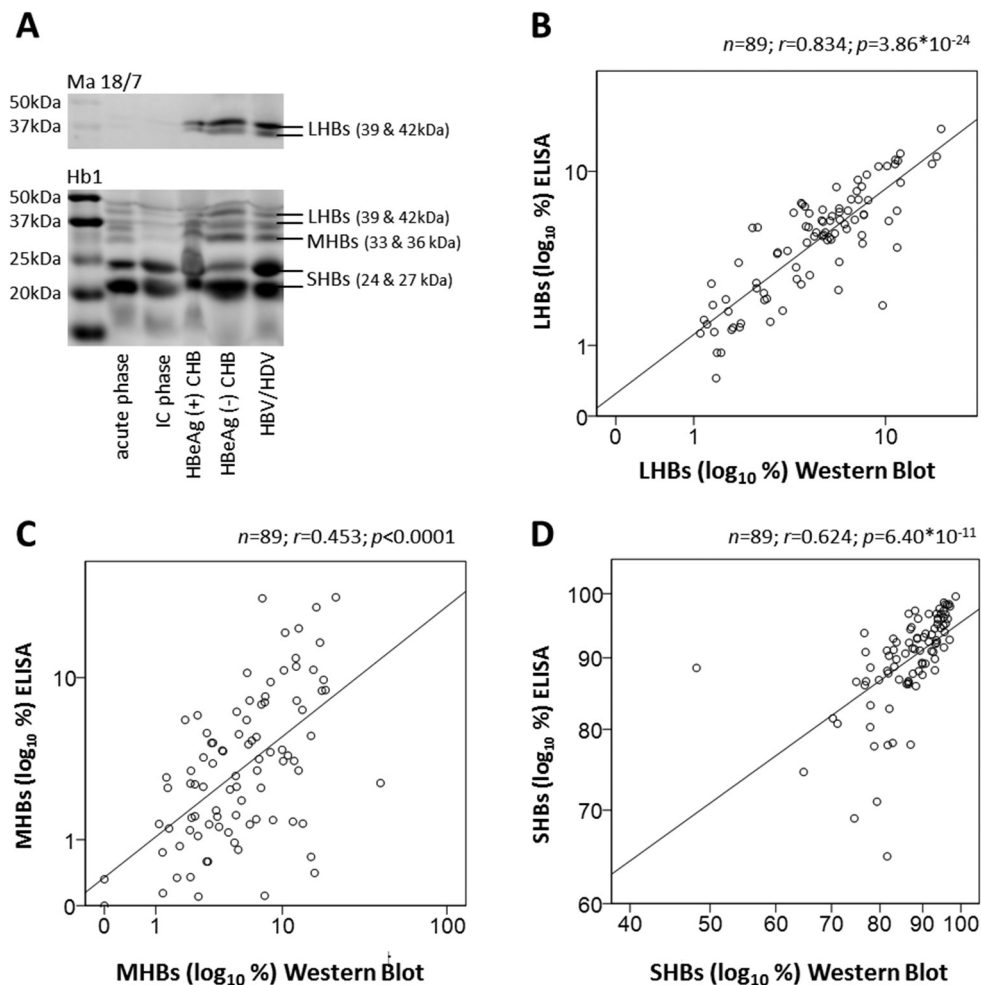 A
Ma 18/7
50kDa
37kDa
LHBs (39 & 42kDa)
Hb1
50kDa
37kDa
25kDa
20kDa
LHBs (39 & 42kDa)
MHBs (33 & 36 kDa)
SHBs (24 & 27 kDa)
acute phase
IC phase
HBeAg (+) CHB
HBeAg (-) CHB
HBV/HDV
B
n=89; r=0.834; p=3.86*10-24
LHBs (log10 %) ELISA
10
1
0
0 1 10
LHBs (log10 %) Western Blot
C
n=89; r=0.453; p<0.0001
MHBs (log10 %) ELISA
10
1
0
0 1 10 100
MHBs (log10 %) Western Blot
D
n=89; r=0.624; p=6.40*10-11
SHBs (log10 %) ELISA
100
90
80
70
60
40 50 60 70 80 90 100
SHBs (log10 %) Western Blot